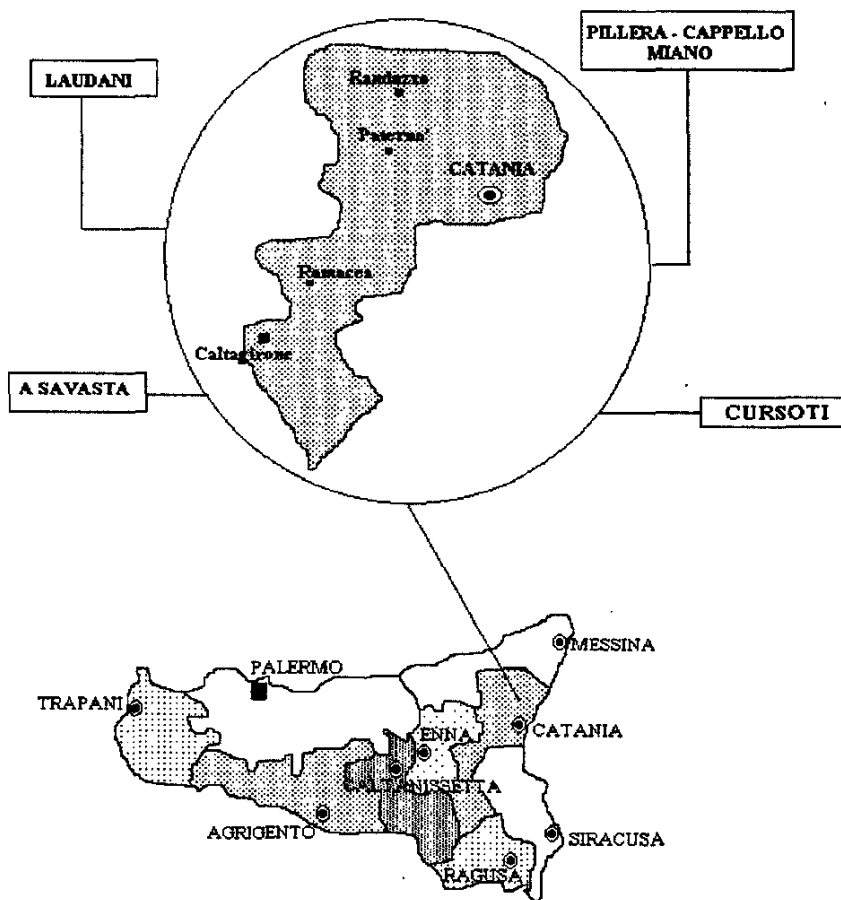 PILLERA - CAPPELLO
MIANO
LAUDANI
Randazzo
Paterno'
CATANIA
Ramacca
Caltagirone
A SAVASTA
CURSOTI
MESSINA
PALERMO
TRAPANI
CATANIA
ENNA
CALTANISSETTA
AGRIGENTO
SIRACUSA
RAGUSA